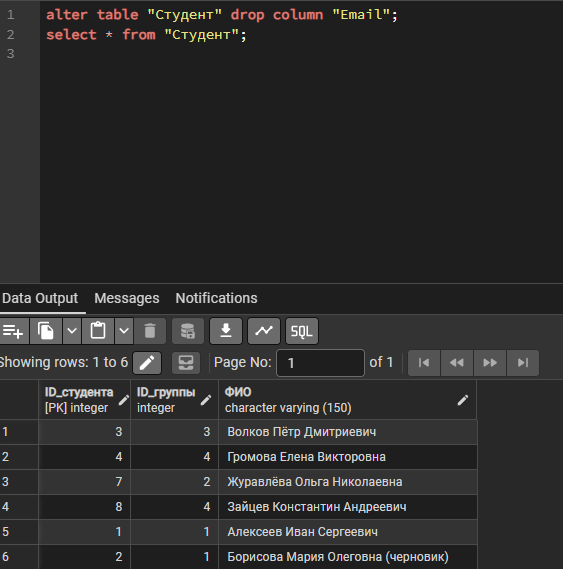 1 alter table "Студент" drop column "Email";
2 select * from "Студент";
3
Data Output Messages Notifications
SQL
Showing rows: 1 to 6 Page No: 1 of 1
ID_студента ID_группы ФИО
[PK] integer integer character varying (150)
1 3 3 Волков Пётр Дмитриевич
2 4 4 Громова Елена Викторовна
3 7 2 Журавлёва Ольга Николаевна
4 8 4 Зайцев Константин Андреевич
5 1 1 Алексеев Иван Сергеевич
6 2 1 Борисова Мария Олеговна (черновик)